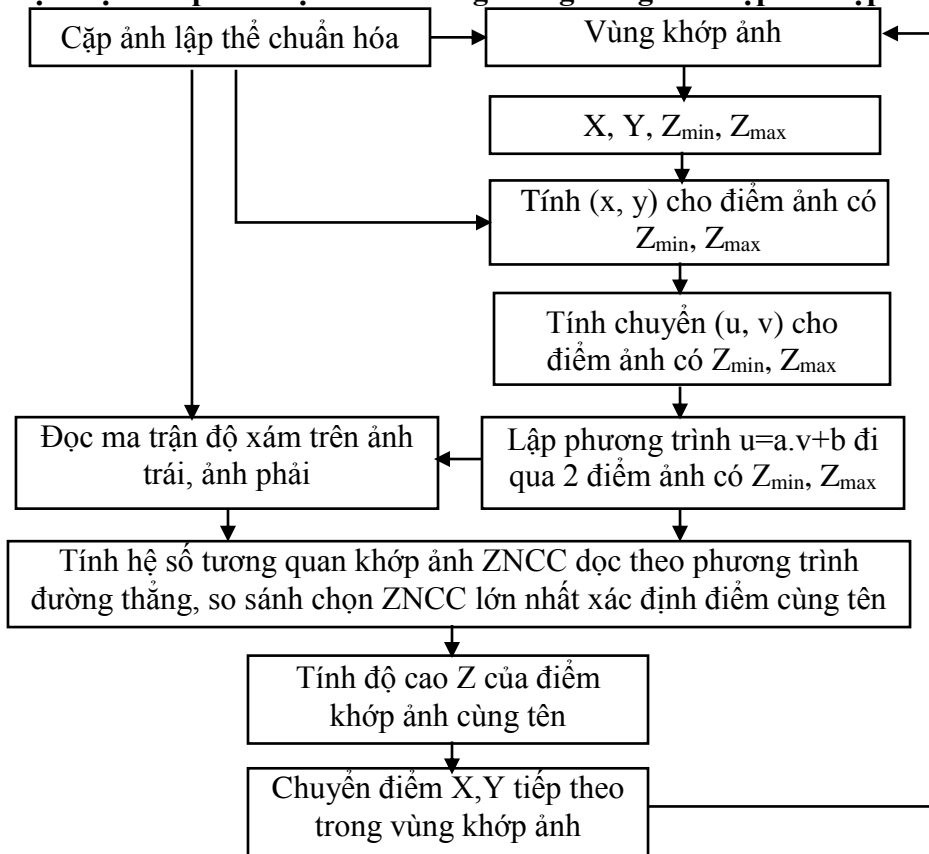 Cặp ảnh lập thể chuẩn hóa
Vùng khớp ảnh
X, Y, Zmin, Zmax
Tính (x, y) cho điểm ảnh có
Zmin, Zmax
Tính chuyển (u, v) cho
điểm ảnh có Zmin, Zmax
Đọc ma trận độ xám trên ảnh
trái, ảnh phải
Lập phương trình u=a.v+b đi
qua 2 điểm ảnh có Zmin, Zmax
Tính hệ số tương quan khớp ảnh ZNCC dọc theo phương trình
đường thẳng, so sánh chọn ZNCC lớn nhất xác định điểm cùng tên
Tính độ cao Z của điểm
khớp ảnh cùng tên
Chuyển điểm X,Y tiếp theo
trong vùng khớp ảnh